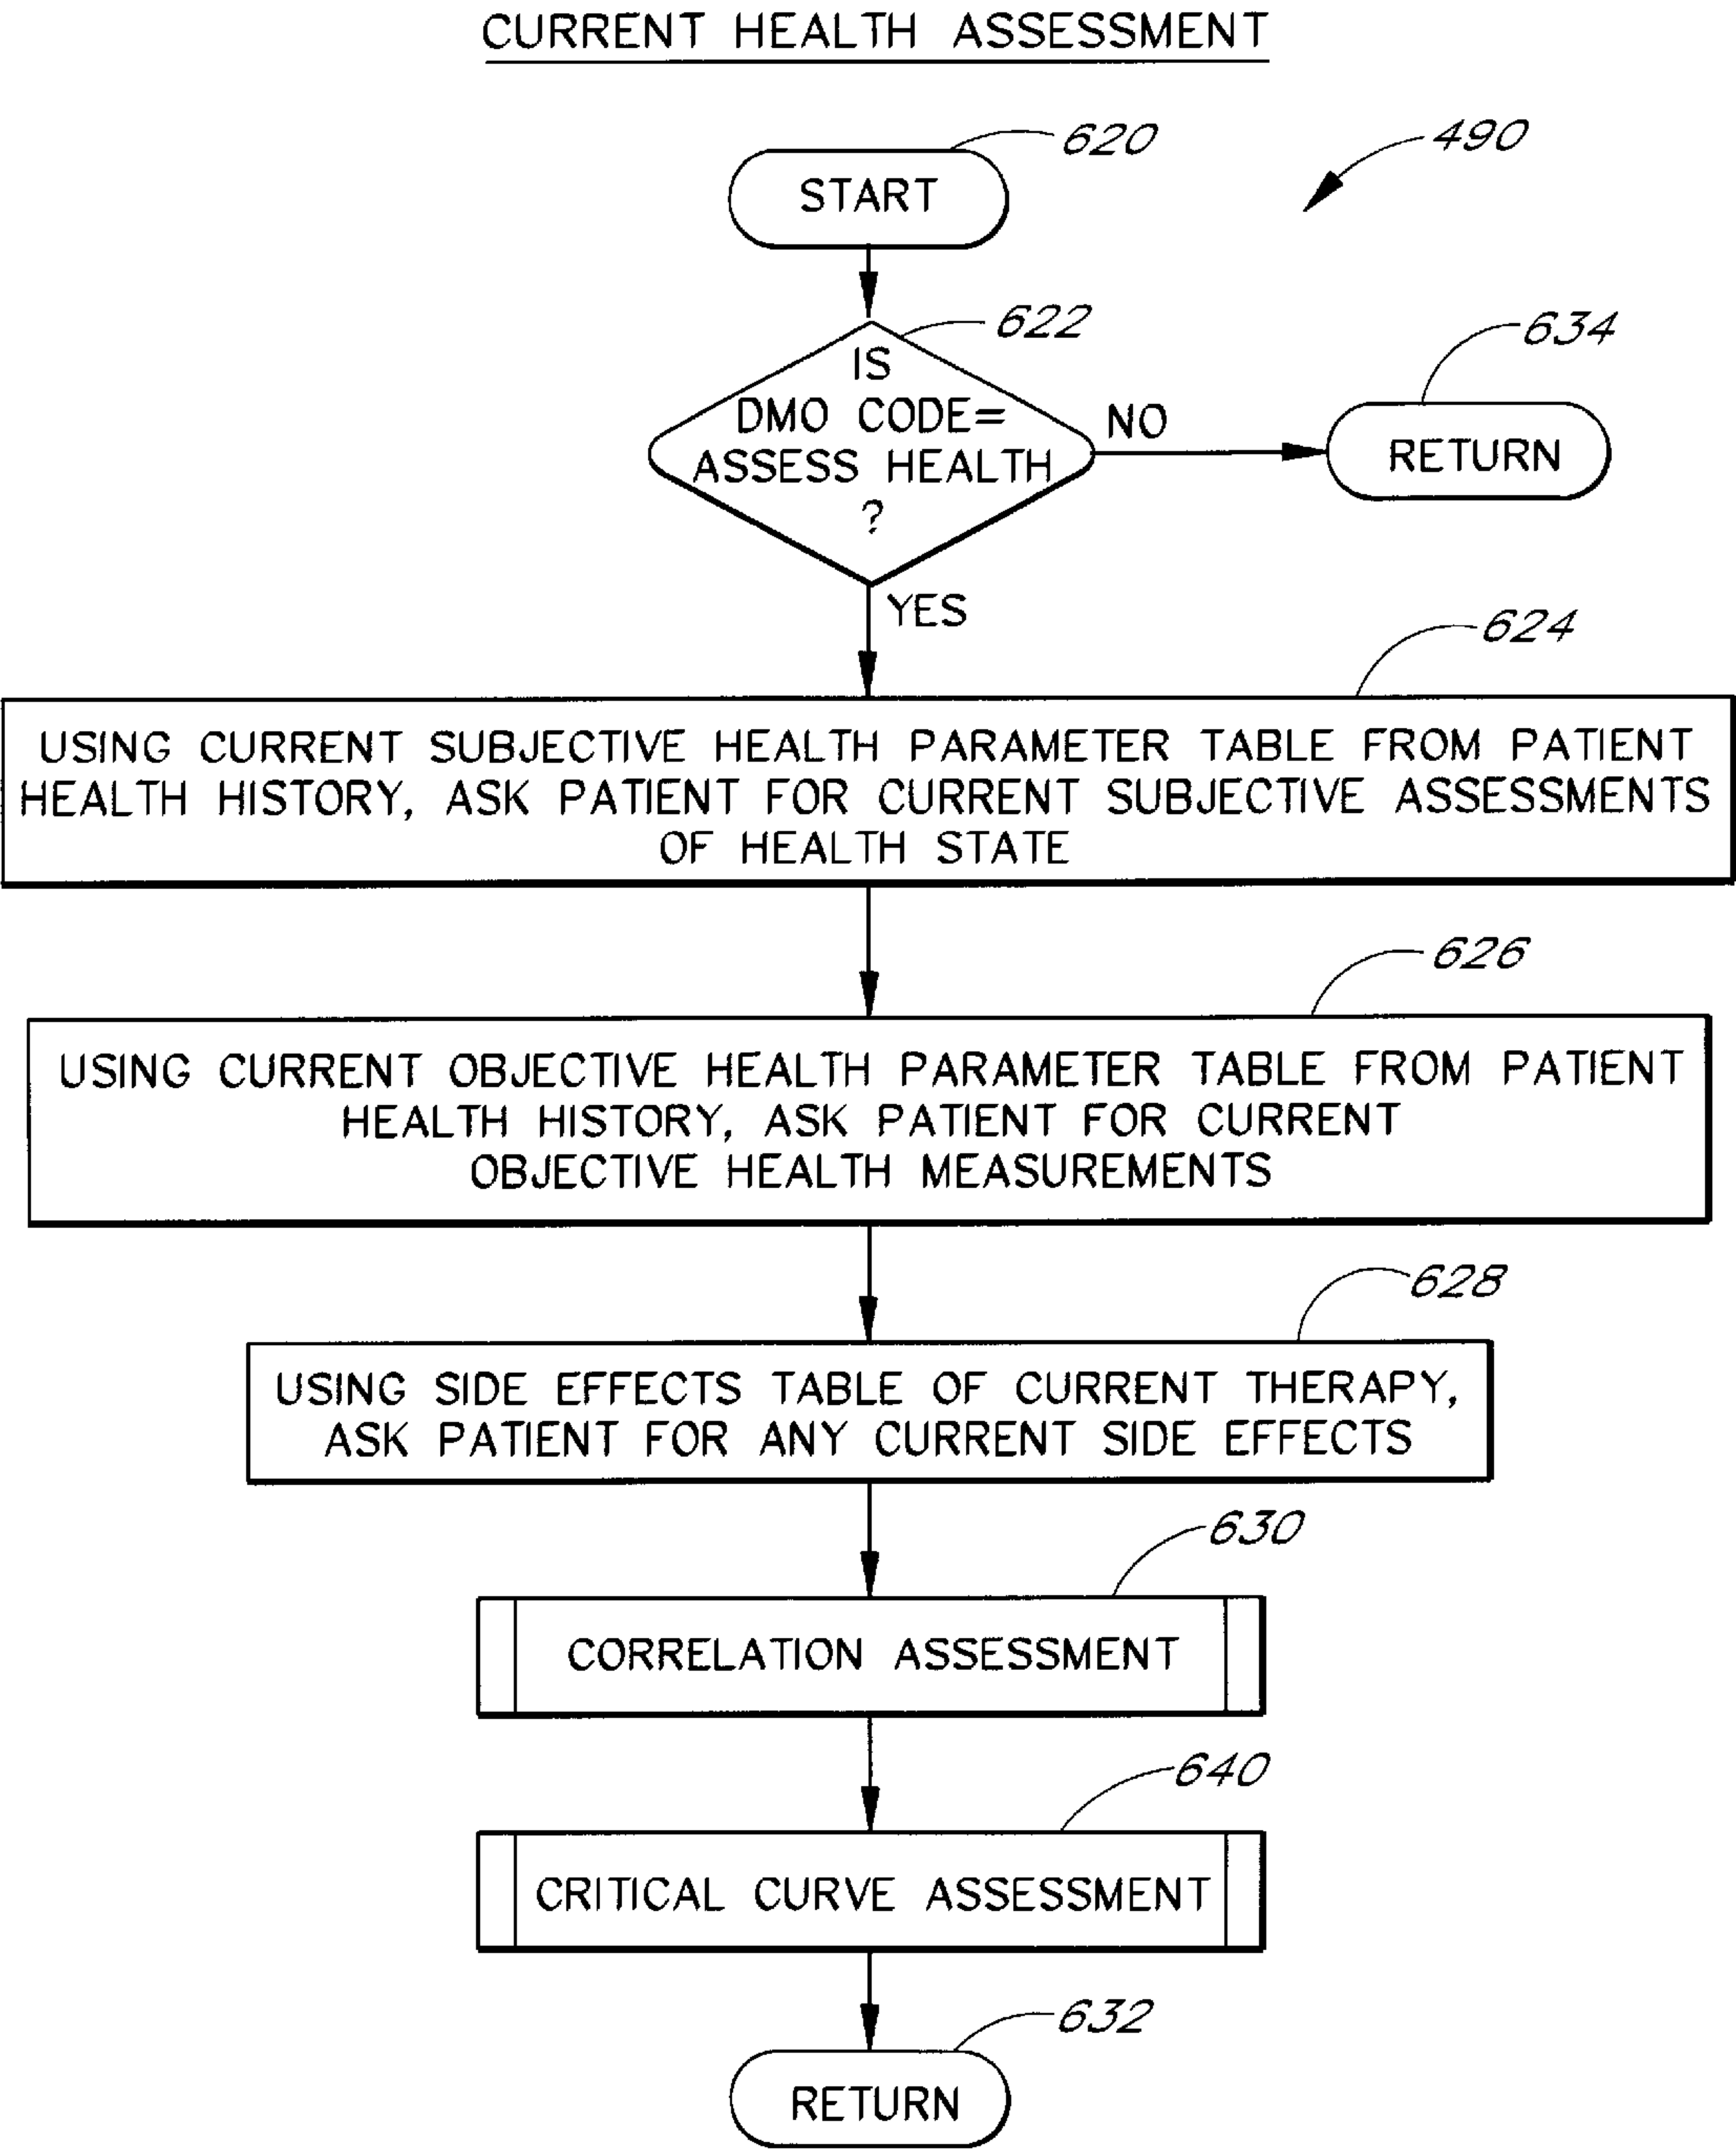 CURRENT HEALTH ASSESSMENT
620
490
START
622
634
IS
DMO CODE=
ASSESS HEALTH
?
NO
RETURN
YES
624
USING CURRENT SUBJECTIVE HEALTH PARAMETER TABLE FROM PATIENT
HEALTH HISTORY, ASK PATIENT FOR CURRENT SUBJECTIVE ASSESSMENTS
OF HEALTH STATE
626
USING CURRENT OBJECTIVE HEALTH PARAMETER TABLE FROM PATIENT
HEALTH HISTORY, ASK PATIENT FOR CURRENT
OBJECTIVE HEALTH MEASUREMENTS
628
USING SIDE EFFECTS TABLE OF CURRENT THERAPY,
ASK PATIENT FOR ANY CURRENT SIDE EFFECTS
630
CORRELATION ASSESSMENT
640
CRITICAL CURVE ASSESSMENT
632
RETURN